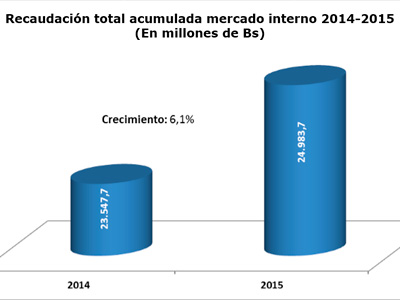 Recaudación total acumulada mercado interno 2014-2015
(En millones de Bs)
Crecimiento: 6,1%
23.547,7
24.983,7
2014
2015